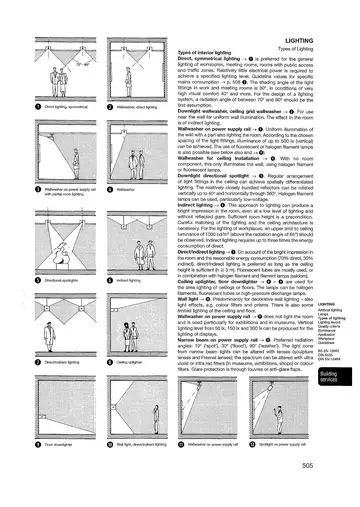 LIGHTING
Types of Lighting
Types of interior lighting
Direct, symmetrical lighting → 1 is preferred for the general
lighting of workrooms, meeting rooms, rooms with public access
and traffic zones. Relatively little electrical power is required to
achieve a specified lighting level. Guideline values for specific
mains consumption → p. 508 1. The shading angle of the light
fittings in work and meeting rooms is 30°, in conditions of very
high visual comfort 40° and more. For the design of a lighting
system, a radiation angle of between 70° and 90° should be the
first assumption.
Downlight wallwasher, ceiling grid wallwasher → 2. For use
near the wall for uniform wall illumination. The effect in the room
is of indirect lighting.
Wallwasher on power supply rail → 3. Uniform illumination of
the wall with a part also lighting the room. According to the chosen
spacing of the light fittings, illuminance of up to 500 lx (vertical)
can be achieved. The use of fluorescent or halogen filament lamps
is also possible (see below also and →
Wallwasher for ceiling installation → 4. With no room
component, this only illuminates the wall, using halogen filament
or fluorescent lamps.
Downlight directional spotlight → 5. Regular arrangement
of light fittings in the ceiling can achieve spatially differentiated
lighting. The relatively closely bundled reflectors can be rotated
vertically up to 40° and horizontally through 360°. Halogen filament
lamps can be used, particularly low-voltage.
Indirect lighting → 6. This approach to lighting can produce a
bright impression in the room, even at a low level of lighting and
without reflected glare. Sufficient room height is a precondition.
Careful matching of the lighting and the ceiling architecture is
necessary. For the lighting of workplaces, an upper limit to ceiling
luminance of 1000 cd/m² (above the radiation angle of 65°) should
be observed. Indirect lighting requires up to three times the energy
consumption of direct.
Direct/indirect lighting → 7. On account of the bright impression in
the room and the reasonable energy consumption (70% direct, 30%
indirect), direct/indirect lighting is preferred as long as the ceiling
height is sufficient (h ≥ 3 m). Fluorescent tubes are mostly used, or
in combination with halogen filament and filament lamps
Ceiling uplighter, floor downlighter → 8 – 9 are used for
the area lighting of ceilings or floors. The lamps can be halogen
filaments, fluorescent tubes or high-pressure discharge lamps.
Wall light → 10. Predominantly for decorative wall lighting – also
light effects, e.g. colour filters and prisms. There is also some
limited lighting of the ceiling and floor.
Wallwasher on power supply rail → 11 does not light the room
and is used particularly for exhibitions and in museums. Vertical
lighting level from 50 lx, 150 lx and 300 lx can be produced for the
lighting of displays.
Narrow beam on power supply rail → 12. Preferred radiation
angles: 10° ('spot'), 30° ('flood'), 90° ('washer'). The light cone
from narrow beam lights can be altered with lenses (sculpture
lenses and Fresnel lenses); the spectrum can be altered with ultra
violet or infra red filters (in museums, exhibitions, shops) or colour
filters. Glare protection is through louvres or anti-glare flaps.
70°–90°
1 Direct lighting, symmetrical
2 Wallwasher, direct lighting
3 Wallwasher on power supply rail
with partial room lighting
4 Wallwasher
5 Directional spotlights
6 Indirect lighting
7 Direct/indirect lighting
8 Ceiling uplighter
9 Floor downlighter
10 Wall light, direct/indirect lighting
11 Wallwasher on power supply rail
12 Spotlight on power supply rail
LIGHTING
Artificial lighting
Lamps
Types of lighting
Lighting layout
Quality criteria
Illuminance
Workplace
Guidelines
BS EN 12665
DIN 5035
DIN EN 12464
Building
services
505